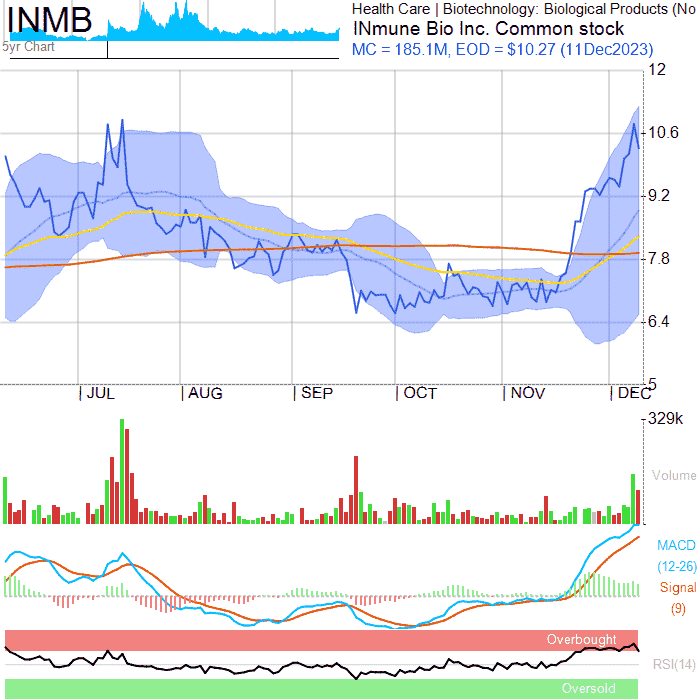 INMB
5yr Chart
Health Care | Biotechnology: Biological Products (No
INmune Bio Inc. Common stock
MC = 185.1M, EOD = $10.27 (11Dec2023)
12
10.6
9.2
7.8
6.4
5
| JUL | AUG | SEP | OCT | NOV | DEC
329k
Volume
MACD
(12-26)
Signal
(9)
Overbought
RSI(14)
Oversold